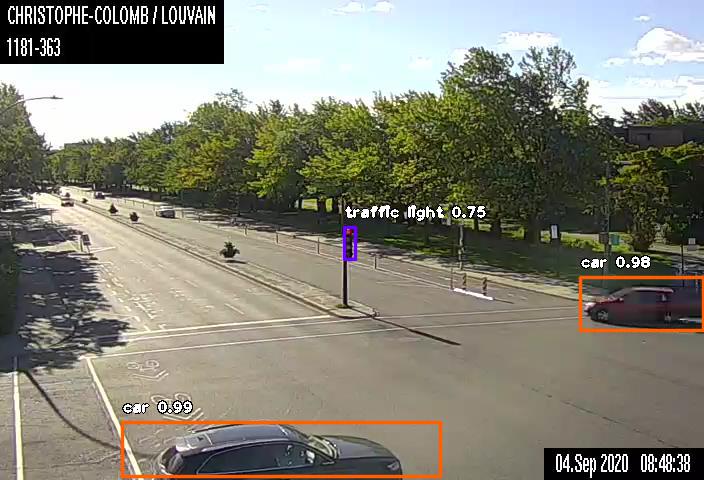 CHRISTOPHE-COLOMB / LOUVAIN
1181-363
traffic light 0.75
car 0.98
car 0.99
04.Sep 2020 08:48:38